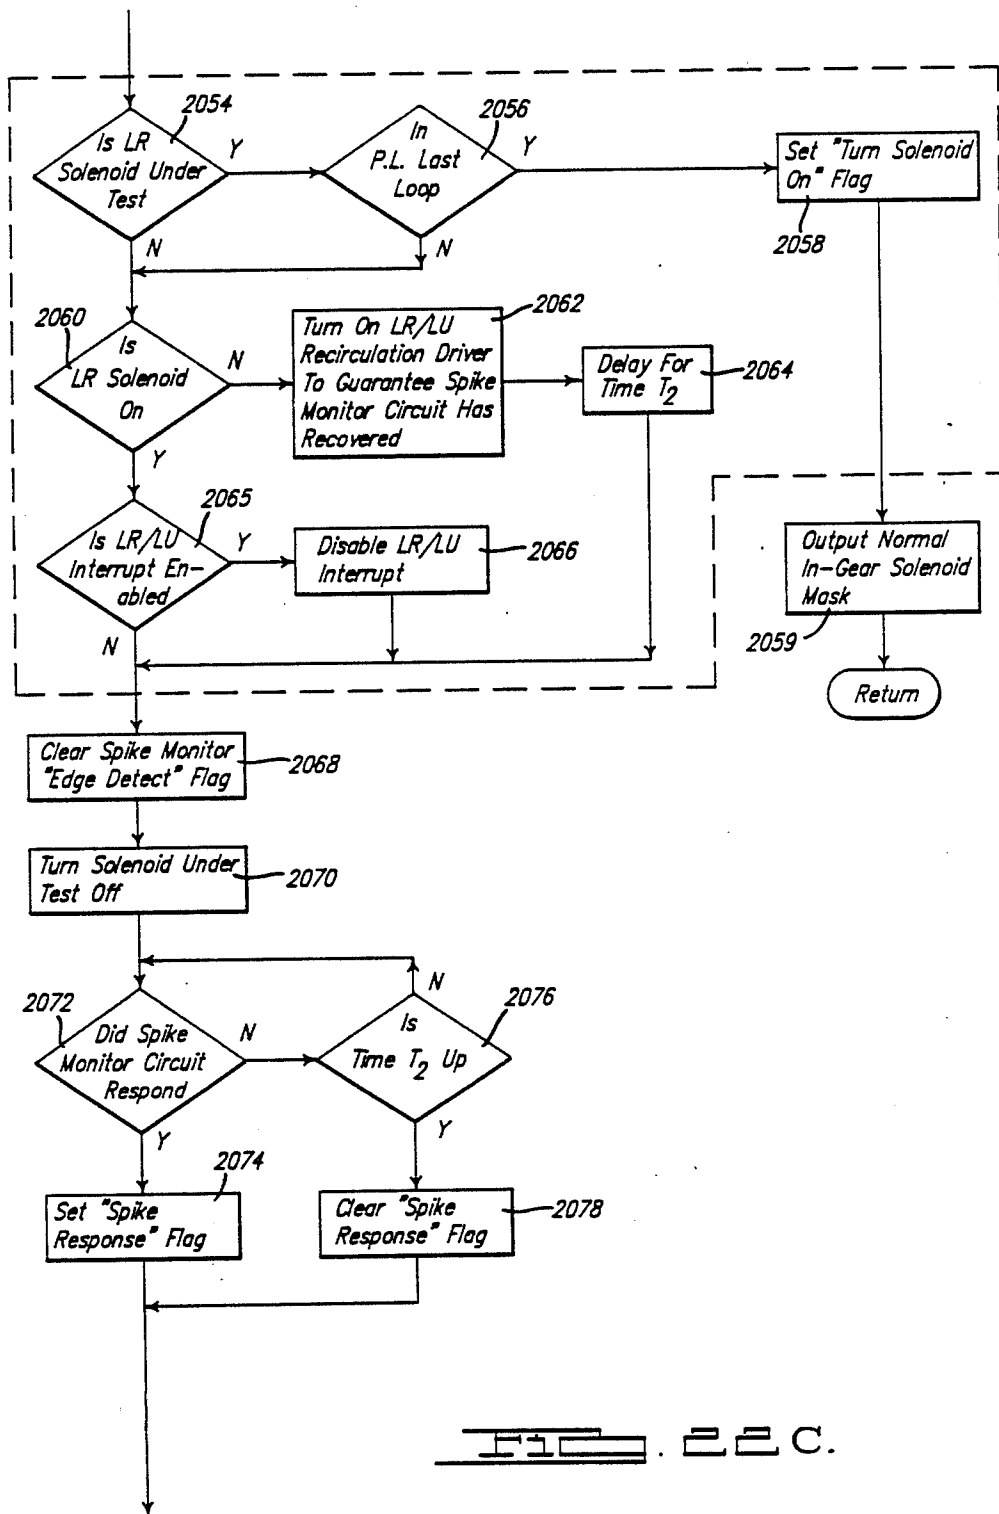 2054
Is LR
Solenoid Under
Test
Y
N
2056
In
P.L. Last
Loop
Y
N
Set "Turn Solenoid
On" Flag
2058
2060
Is
LR Solenoid
On
N
Y
2062
Turn On LR/LU
Recirculation Driver
To Guarantee Spike
Monitor Circuit Has
Recovered
Delay For
Time T2
2064
2065
Is LR/LU
Interrupt En-
abled
Y
N
Disable LR/LU
Interrupt
2066
Output Normal
In-Gear Solenoid
Mask
2059
Return
Clear Spike Monitor
"Edge Detect" Flag
2068
Turn Solenoid Under
Test Off
2070
2072
Did Spike
Monitor Circuit
Respond
N
Y
2076
Is
Time T2 Up
N
Y
2074
Set "Spike
Response" Flag
Clear "Spike
Response" Flag
2078
FIG. 22C.